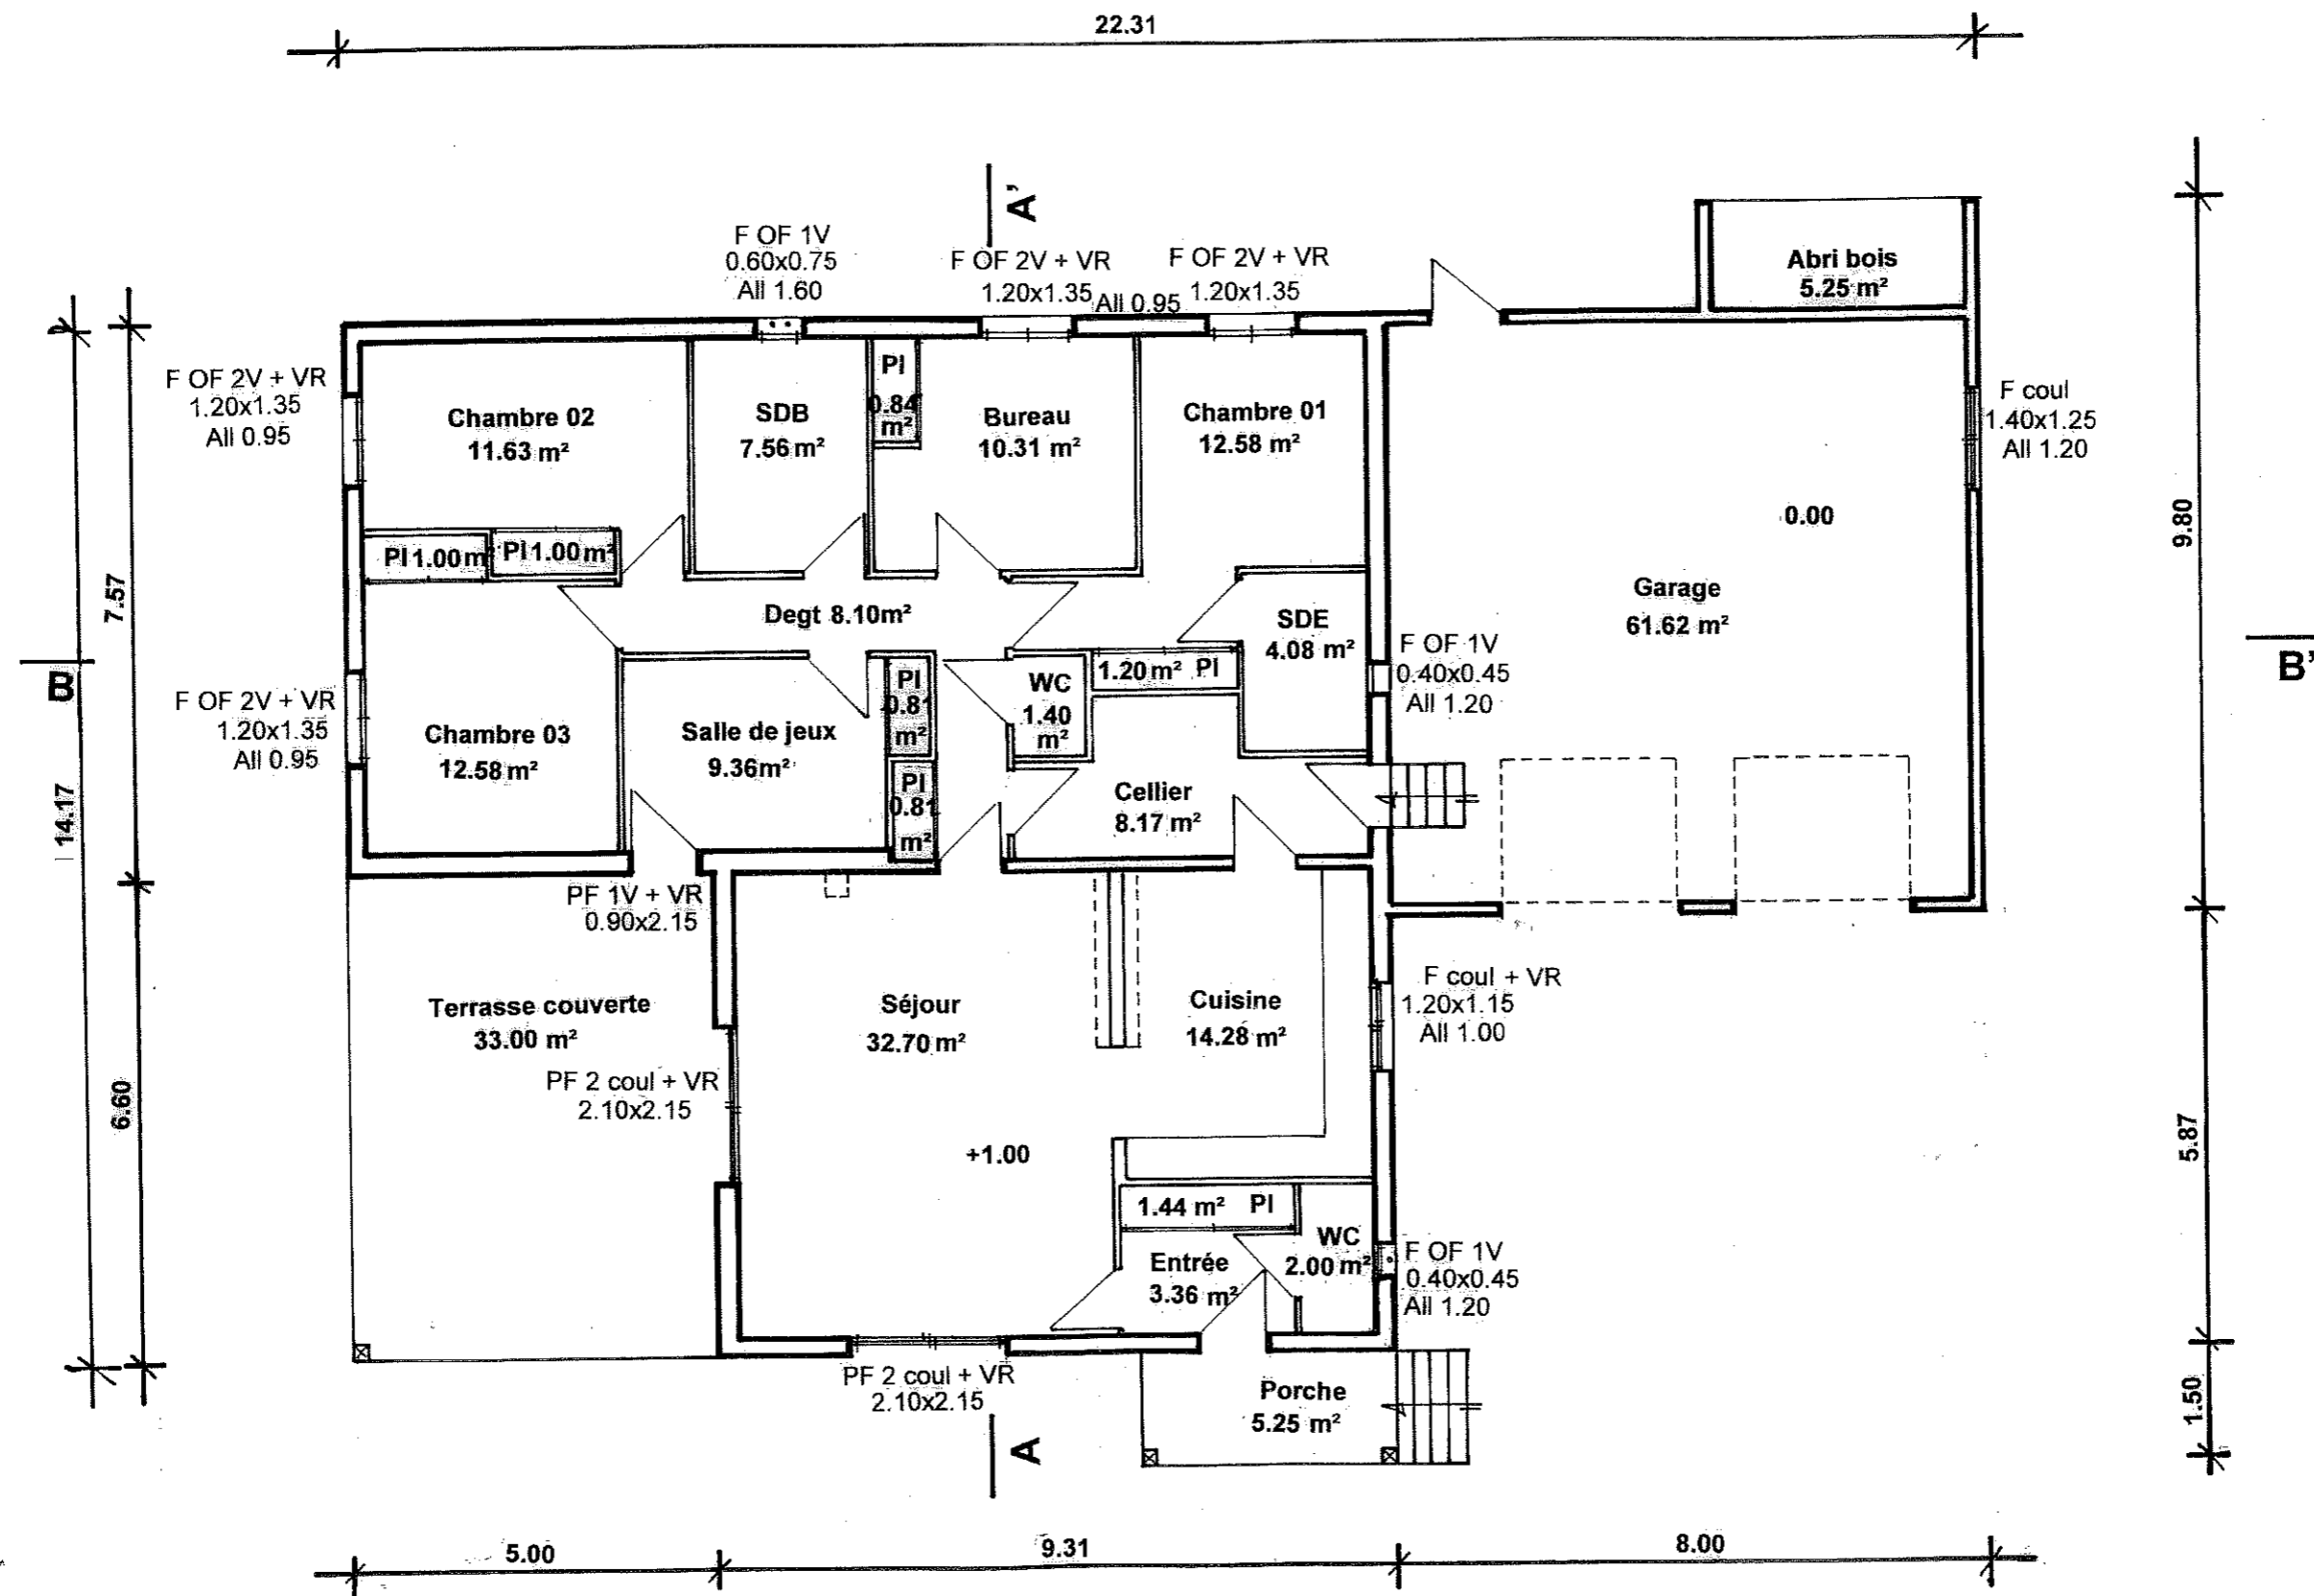 22.31
A'
F OF 1V
0.60x0.75
All 1.60
F OF 2V + VR
1.20x1.35
All 0.95
F OF 2V + VR
1.20x1.35
Abri bois
5.25 m²
F OF 2V + VR
1.20x1.35
All 0.95
Chambre 02
11.63 m²
SDB
7.56 m²
Pl
0.84
m²
Bureau
10.31 m²
Chambre 01
12.58 m²
F coul
1.40x1.25
All 1.20
0.00
9.80
Pl 1.00 m²
Pl 1.00 m²
7.57
Degt 8.10m²
SDE
4.08 m²
Garage
61.62 m²
B
B'
F OF 1V
0.40x0.45
All 1.20
1.20 m² Pl
WC
1.40
m²
Pl
0.81
m²
F OF 2V + VR
1.20x1.35
All 0.95
Chambre 03
12.58 m²
Salle de jeux
9.36m²
Pl
0.81
m²
Cellier
8.17 m²
14.17
PF 1V + VR
0.90x2.15
Terrasse couverte
33.00 m²
Séjour
32.70 m²
Cuisine
14.28 m²
F coul + VR
1.20x1.15
All 1.00
PF 2 coul + VR
2.10x2.15
6.60
+1.00
5.87
1.44 m² Pl
WC
2.00 m²
Entrée
3.36 m²
F OF 1V
0.40x0.45
All 1.20
PF 2 coul + VR
2.10x2.15
Porche
5.25 m²
1.50
A
5.00
9.31
8.00